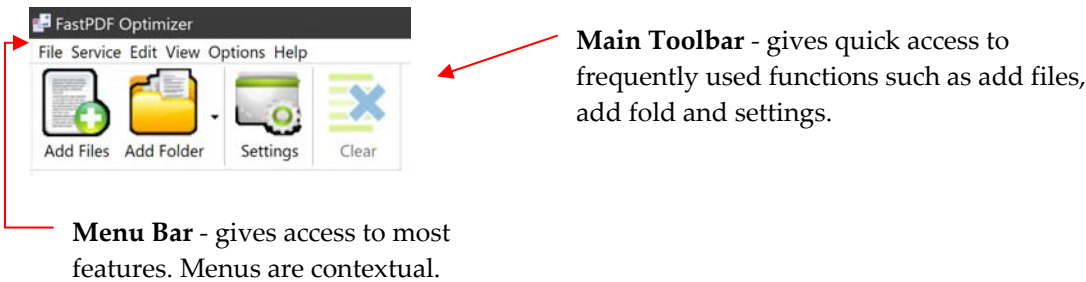 FastPDF Optimizer
File Service Edit View Options Help
Add Files Add Folder Settings Clear
Main Toolbar - gives quick access to
frequently used functions such as add files,
add fold and settings.
Menu Bar - gives access to most
features. Menus are contextual.